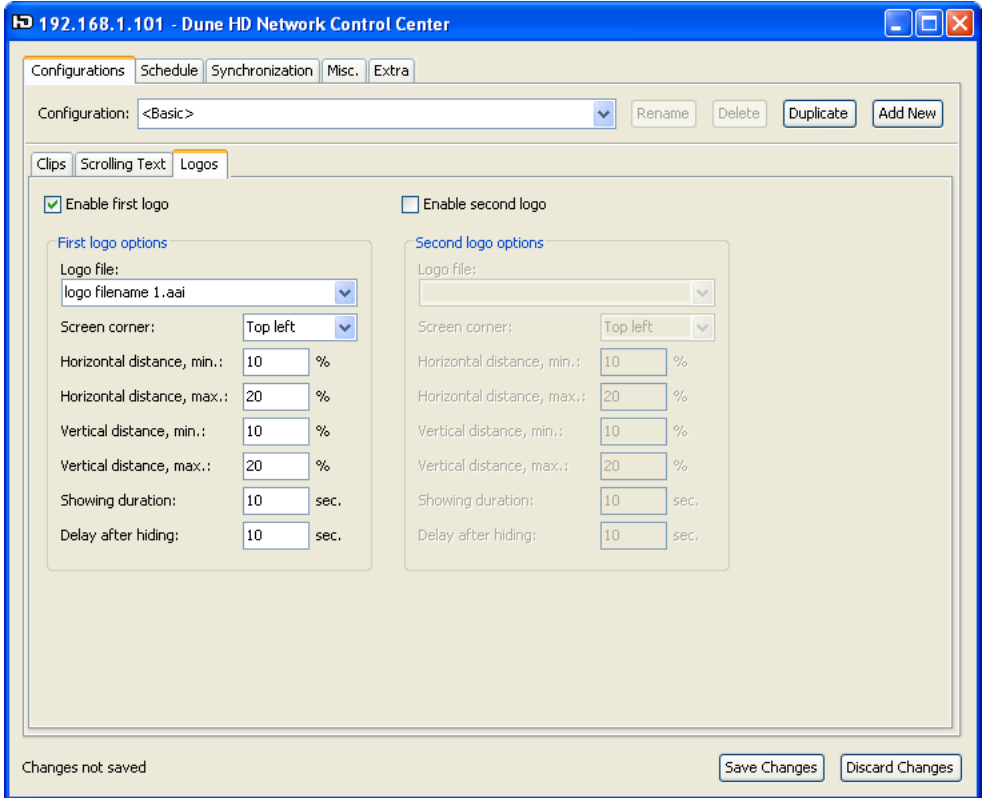 192.168.1.101 - Dune HD Network Control Center
Configurations Schedule Synchronization Misc. Extra
Configuration: <Basic> Rename Delete Duplicate Add New
Clips Scrolling Text Logos
Enable first logo Enable second logo
First logo options
Logo file:
logo filename 1.aai
Screen corner: Top left
Horizontal distance, min.: 10 %
Horizontal distance, max.: 20 %
Vertical distance, min.: 10 %
Vertical distance, max.: 20 %
Showing duration: 10 sec.
Delay after hiding: 10 sec.
Second logo options
Logo file:
Screen corner: Top left
Horizontal distance, min.: 10 %
Horizontal distance, max.: 20 %
Vertical distance, min.: 10 %
Vertical distance, max.: 20 %
Showing duration: 10 sec.
Delay after hiding: 10 sec.
Changes not saved Save Changes Discard Changes